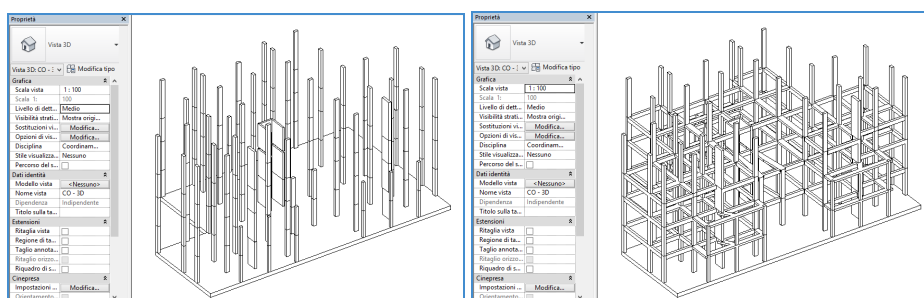 Proprietà
Vista 3D
Vista 3D: CO - :
Modifica tipo
Grafica
Scala vista 1 : 100
Scala 1: 100
Livello di dett... Medio
Visibilità strati... Mostra origi...
Sostituzioni vi... Modifica...
Opzioni di vis... Modifica...
Disciplina Coordinam...
Stile visualizza... Nessuno
Percorso del s...
Dati identità
Modello vista <Nessuno>
Nome vista CO - 3D
Dipendenza Indipendente
Titolo sulla ta...
Estensioni
Ritaglia vista
Regione di ta...
Taglio annota...
Ritaglio orizzo...
Riquadro di s...
Cinepresa
Impostazioni ... Modifica...
Orientamento
Proprietà
Vista 3D
Vista 3D: CO - :
Modifica tipo
Grafica
Scala vista 1 : 100
Scala 1: 100
Livello di dett... Medio
Visibilità strati... Mostra origi...
Sostituzioni vi... Modifica...
Opzioni di vis... Modifica...
Disciplina Coordinam...
Stile visualizza... Nessuno
Percorso del s...
Dati identità
Modello vista <Nessuno>
Nome vista CO - 3D
Dipendenza Indipendente
Titolo sulla ta...
Estensioni
Ritaglia vista
Regione di ta...
Taglio annota...
Ritaglio orizzo...
Riquadro di s...
Cinepresa
Impostazioni ... Modifica...
Orientamento